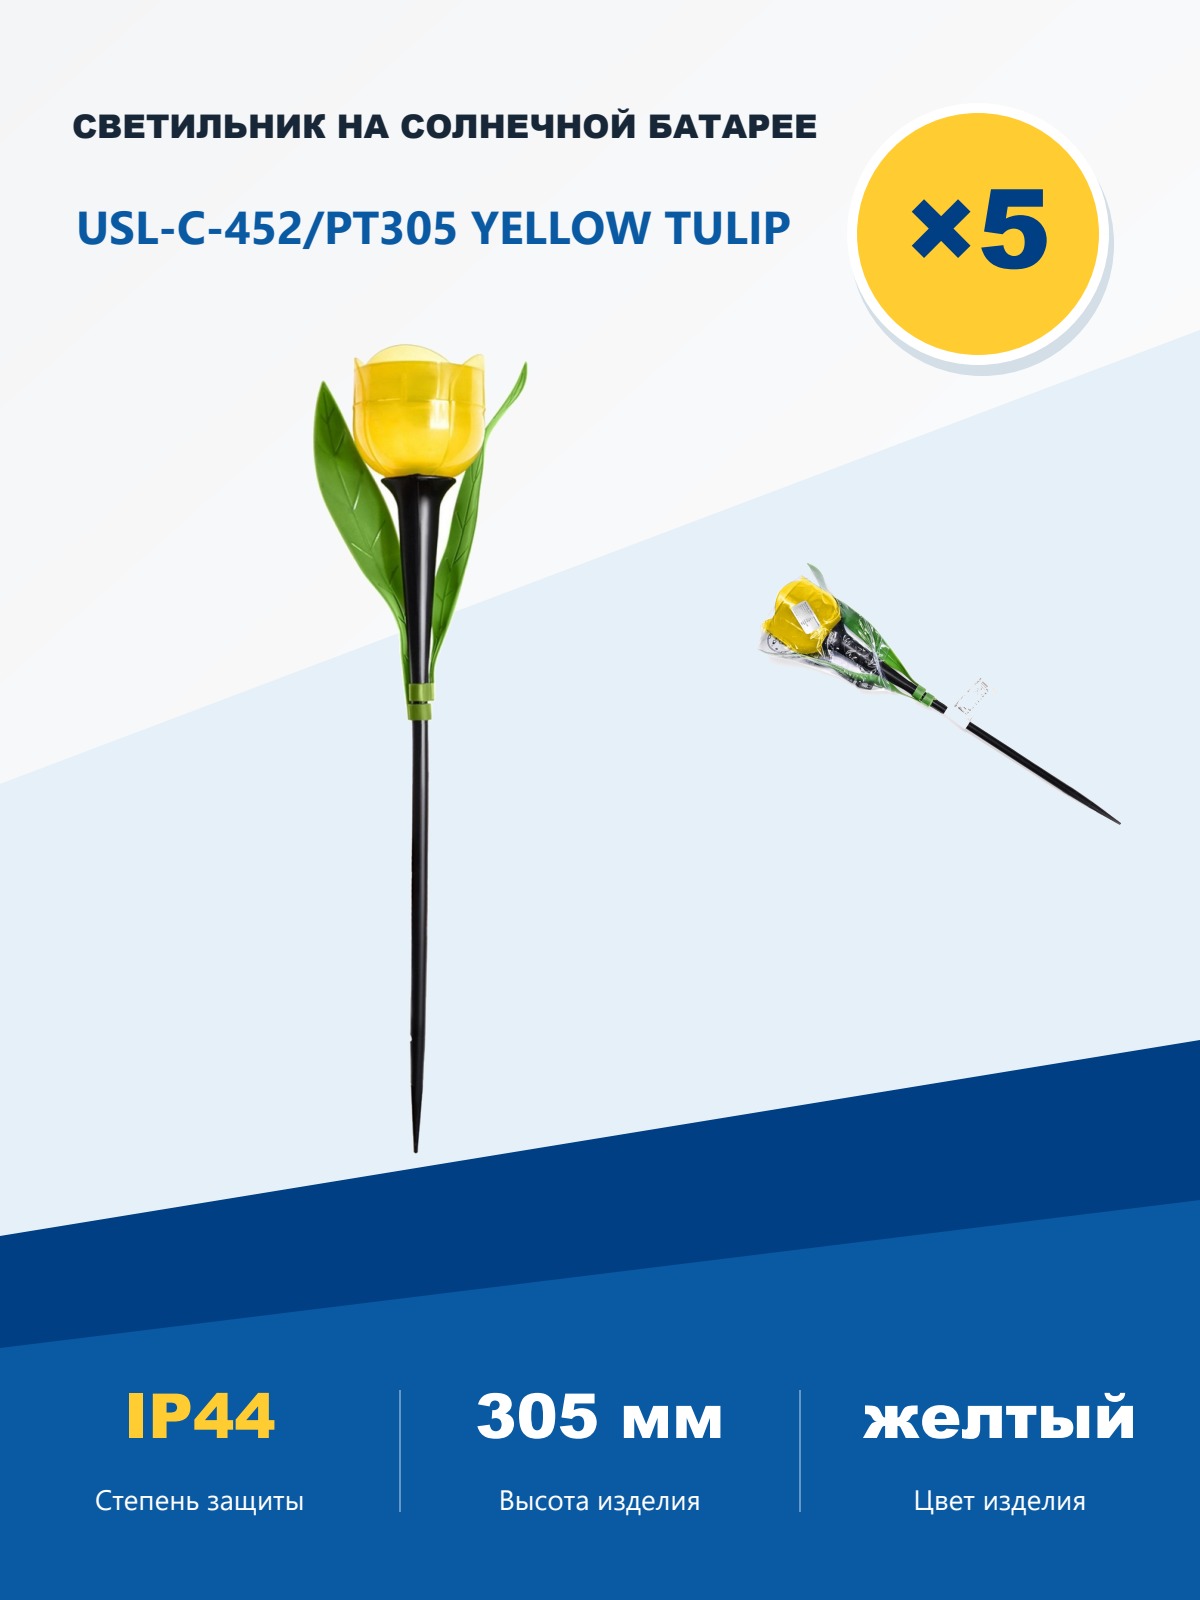 СВЕТИЛЬНИК НА СОЛНЕЧНОЙ БАТАРЕЕ
USL-C-452/PT305 YELLOW TULIP
×5
IP44
Степень защиты
305 мм
Высота изделия
желтый
Цвет изделия